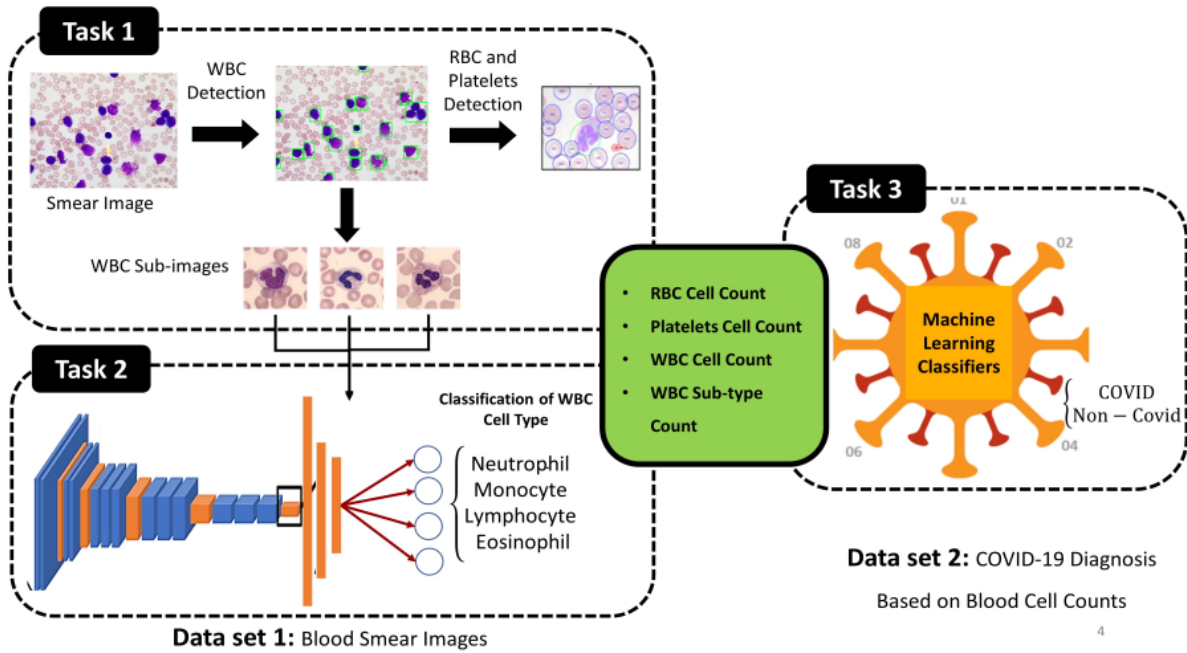 Task 1
WBC
Detection
RBC and
Platelets
Detection
Smear Image
WBC Sub-images
Task 2
Classification of WBC
Cell Type
Neutrophil
Monocyte
Lymphocyte
Eosinophil
Data set 1: Blood Smear Images
• RBC Cell Count
• Platelets Cell Count
• WBC Cell Count
• WBC Sub-type
Count
Task 3
01
08
02
Machine
Learning
Classifiers
COVID
Non – Covid
06
04
Data set 2: COVID-19 Diagnosis
Based on Blood Cell Counts
4